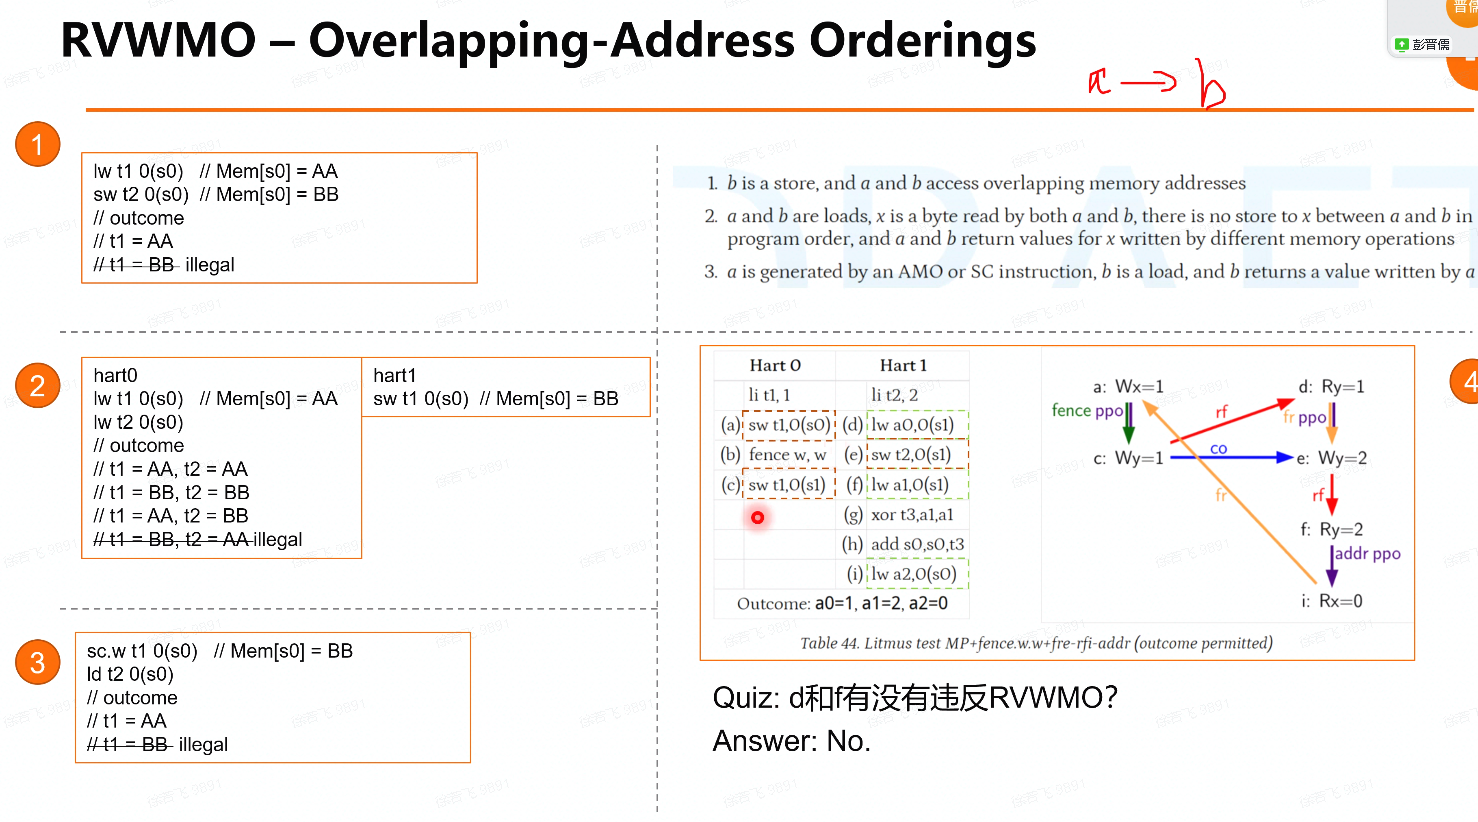 RVWMO – Overlapping-Address Orderings
彭晋儒
a → b
1
lw t1 0(s0) // Mem[s0] = AA
sw t2 0(s0) // Mem[s0] = BB
// outcome
// t1 = AA
// t1 = BB illegal
1. b is a store, and a and b access overlapping memory addresses
2. a and b are loads, x is a byte read by both a and b, there is no store to x between a and b in
program order, and a and b return values for x written by different memory operations
3. a is generated by an AMO or SC instruction, b is a load, and b returns a value written by a
2
hart0
lw t1 0(s0) // Mem[s0] = AA
lw t2 0(s0)
// outcome
// t1 = AA, t2 = AA
// t1 = BB, t2 = BB
// t1 = AA, t2 = BB
// t1 = BB, t2 = AA illegal
hart1
sw t1 0(s0) // Mem[s0] = BB
3
sc.w t1 0(s0) // Mem[s0] = BB
ld t2 0(s0)
// outcome
// t1 = AA
// t1 = BB illegal
4
Hart 0 Hart 1
li t1, 1 li t2, 2
(a) sw t1,0(s0) (d) lw a0,0(s1)
(b) fence w, w (e) sw t2,0(s1)
(c) sw t1,0(s1) (f) lw a1,0(s1)
(g) xor t3,a1,a1
(h) add s0,s0,t3
(i) lw a2,0(s0)
Outcome: a0=1, a1=2, a2=0
a: Wx=1 d: Ry=1
fence ppo rf fr ppo
c: Wy=1 co e: Wy=2
fr rf
f: Ry=2
addr ppo
i: Rx=0
Table 44. Litmus test MP+fence.w.w+fre-rfi-addr (outcome permitted)
Quiz: d和f有没有违反RVWMO？
Answer: No.